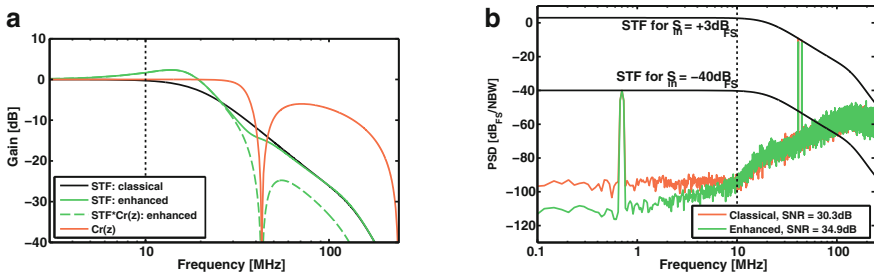 a
10
0
−10
−20
−30
−40
Gain [dB]
STF: classical
STF: enhanced
STF*Cr(z): enhanced
Cr(z)
10
100
Frequency [MHz]
b
0
−20
−40
−60
−80
−100
−120
PSD [dBFS/NBW]
STF for Sin = +3dBFS
STF for Sin = −40dBFS
Classical, SNR = 30.3dB
Enhanced, SNR = 34.9dB
0.1
1
10
100
Frequency [MHz]